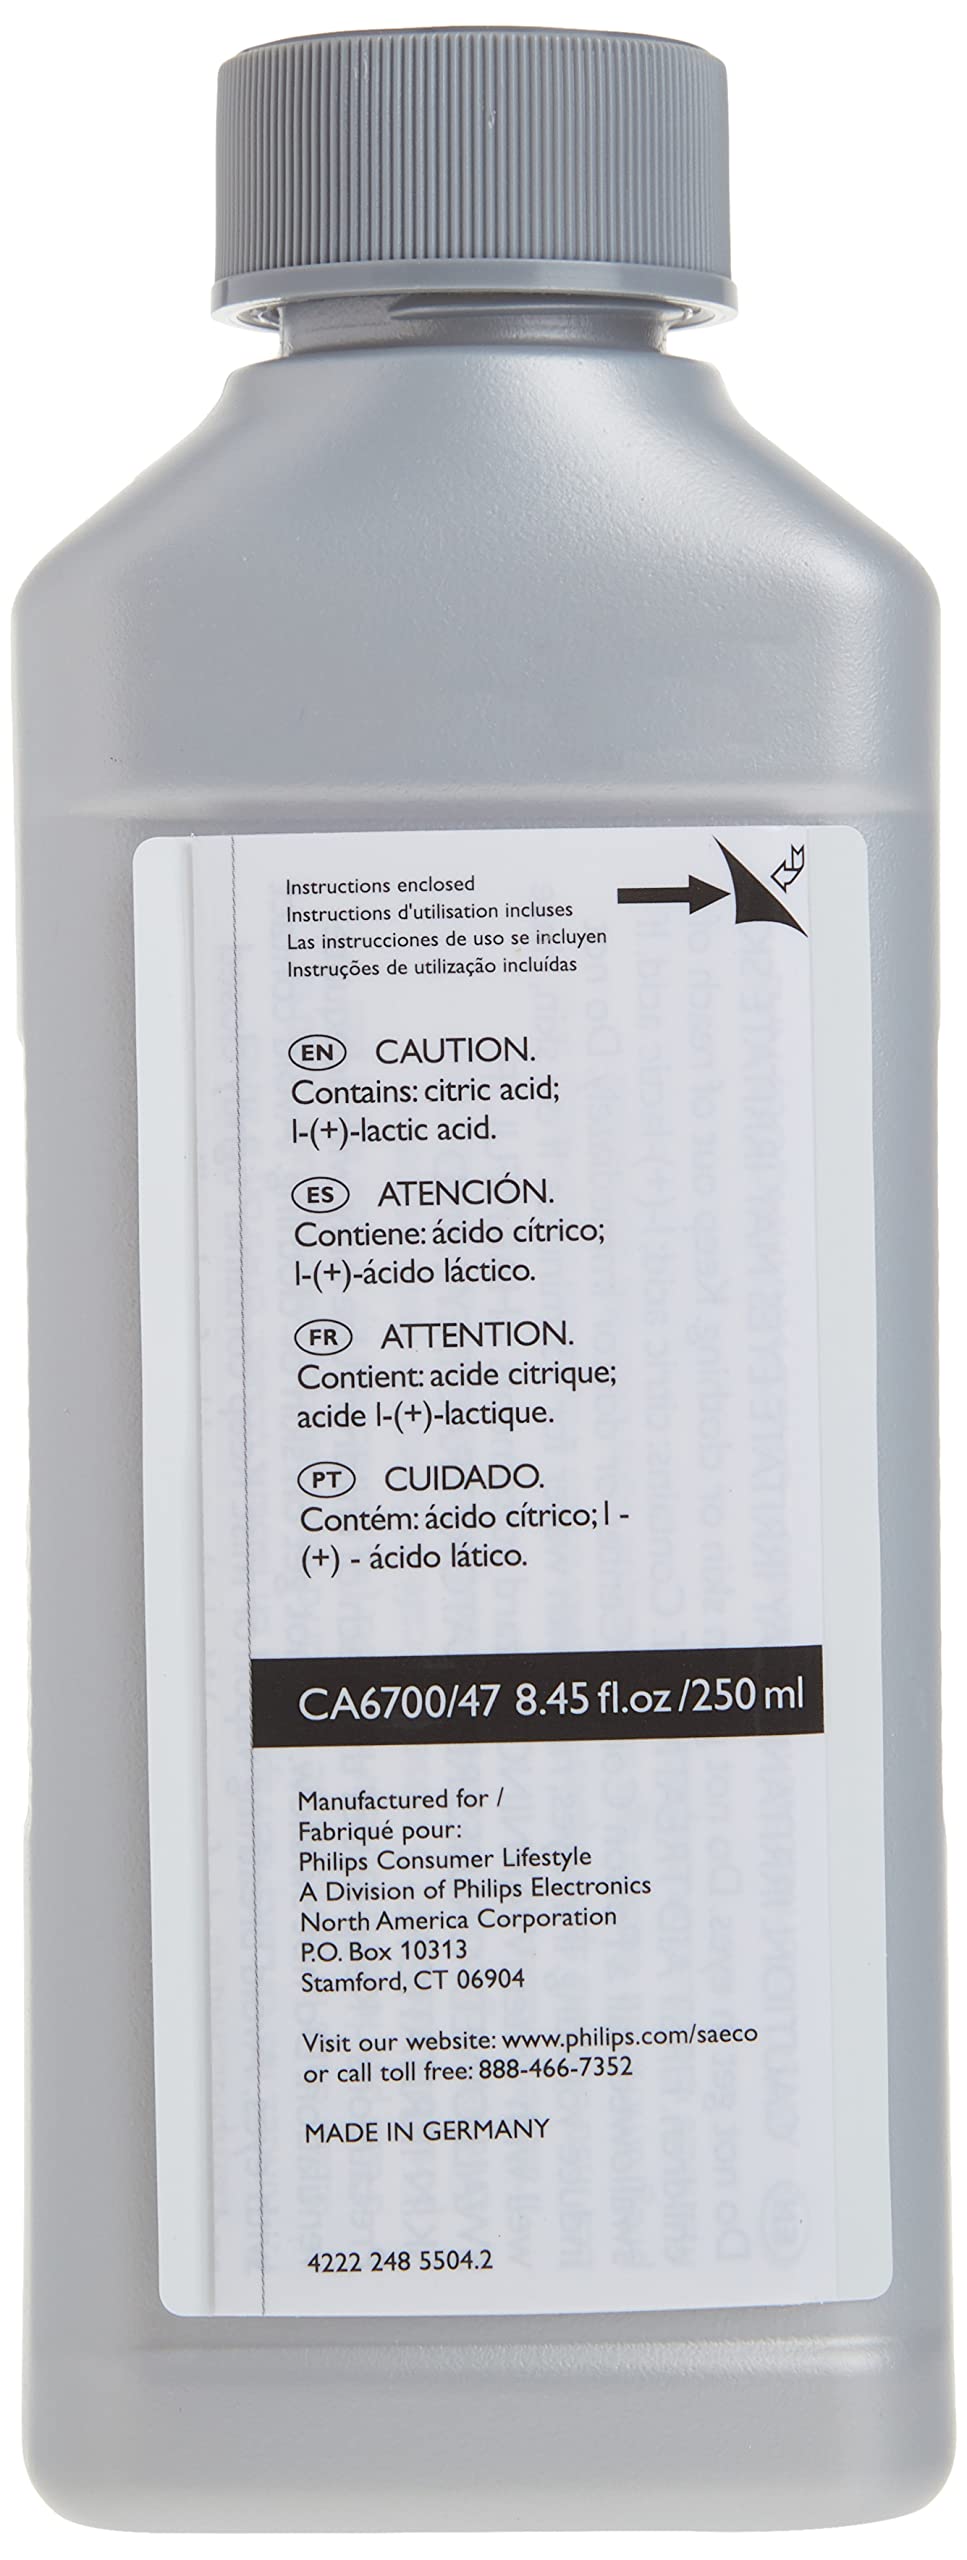 Instructions enclosed
Instructions d'utilisation incluses
Las instrucciones de uso se incluyen
Instruções de utilização incluídas
EN CAUTION.
Contains: citric acid;
l-(+)-lactic acid.
ES ATENCIÓN.
Contiene: ácido cítrico;
l-(+)-ácido láctico.
FR ATTENTION.
Contient: acide citrique;
acide l-(+)-lactique.
PT CUIDADO.
Contém: ácido cítrico; l -
(+) - ácido lático.
CA6700/47 8.45 fl.oz /250 ml
Manufactured for /
Fabriqué pour:
Philips Consumer Lifestyle
A Division of Philips Electronics
North America Corporation
P.O. Box 10313
Stamford, CT 06904
Visit our website: www.philips.com/saeco
or call toll free: 888-466-7352
MADE IN GERMANY
4222 248 5504.2